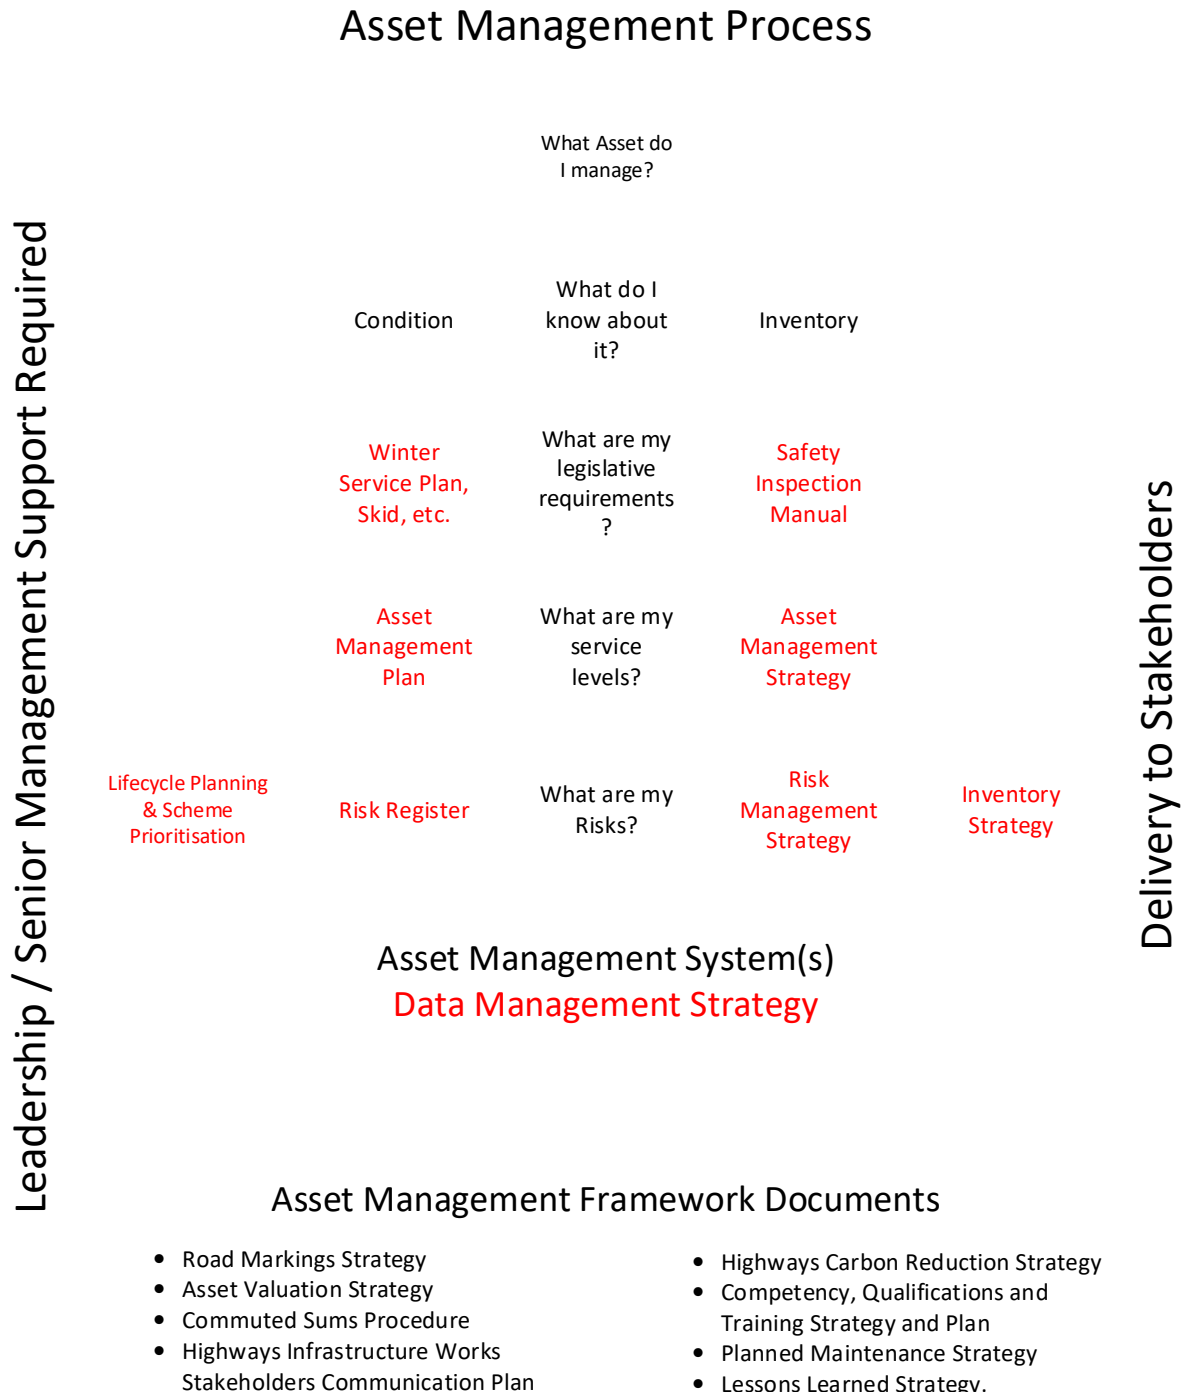 Asset Management Process
What Asset do
I manage?
Leadership / Senior Management Support Required
Condition
What do I
know about
it?
Inventory
Winter
Service Plan,
Skid, etc.
What are my
legislative
requirements
?
Safety
Inspection
Manual
Asset
Management
Plan
What are my
service
levels?
Asset
Management
Strategy
Delivery to Stakeholders
Lifecycle Planning
& Scheme
Prioritisation
Risk Register
What are my
Risks?
Risk
Management
Strategy
Inventory
Strategy
Asset Management System(s)
Data Management Strategy
Asset Management Framework Documents
• Road Markings Strategy
• Asset Valuation Strategy
• Commuted Sums Procedure
• Highways Infrastructure Works
Stakeholders Communication Plan
• Highways Carbon Reduction Strategy
• Competency, Qualifications and
Training Strategy and Plan
• Planned Maintenance Strategy
• Lessons Learned Strategy.